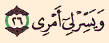 وَيَسِّرْ لِىٓ أَمْرِى ٢٦